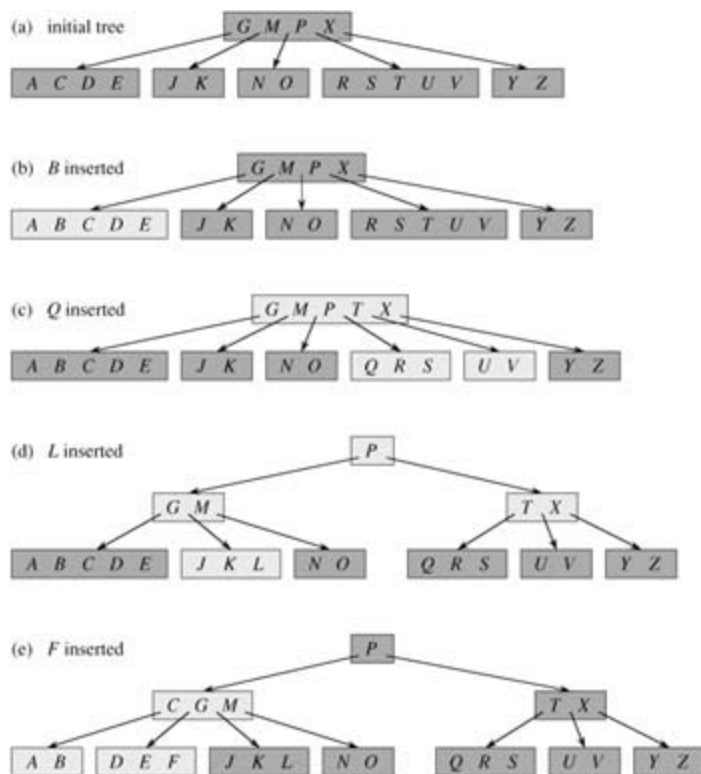 (a) initial tree
G M P X
A C D E J K N O R S T U V Y Z
(b) B inserted
G M P X
A B C D E J K N O R S T U V Y Z
(c) Q inserted
G M P T X
A B C D E J K N O Q R S U V Y Z
(d) L inserted
P
G M T X
A B C D E J K L N O Q R S U V Y Z
(e) F inserted
P
C G M T X
A B D E F J K L N O Q R S U V Y Z